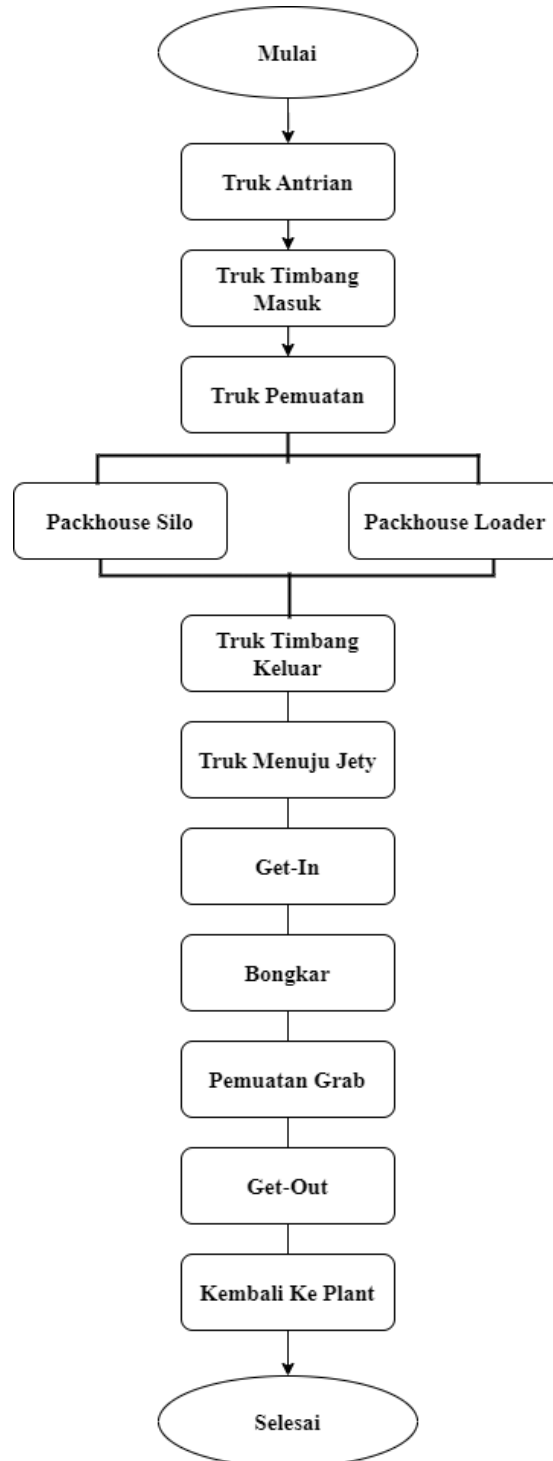 Mulai
Truk Antrian
Truk Timbang
Masuk
Truk Pemuatan
Packhouse Silo
Packhouse Loader
Truk Timbang
Keluar
Truk Menuju Jety
Get-In
Bongkar
Pemuatan Grab
Get-Out
Kembali Ke Plant
Selesai